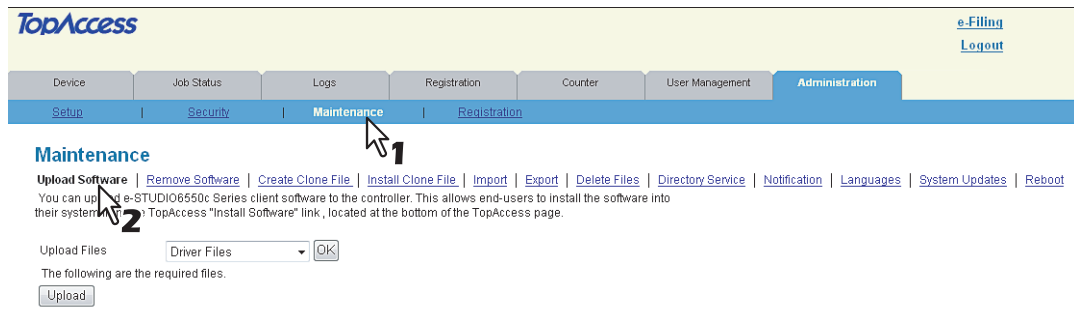 TopAccess
e-Filing
Logout
Device Job Status Logs Registration Counter User Management Administration
Setup | Security | Maintenance | Registration
1
Maintenance
Upload Software | Remove Software | Create Clone File | Install Clone File | Import | Export | Delete Files | Directory Service | Notification | Languages | System Updates | Reboot
You can e-STUDIO6550c Series client software to the controller. This allows end-users to install the software into
their system TopAccess "Install Software" link , located at the bottom of the TopAccess page.
2
Upload Files Driver Files OK
The following are the required files.
Upload